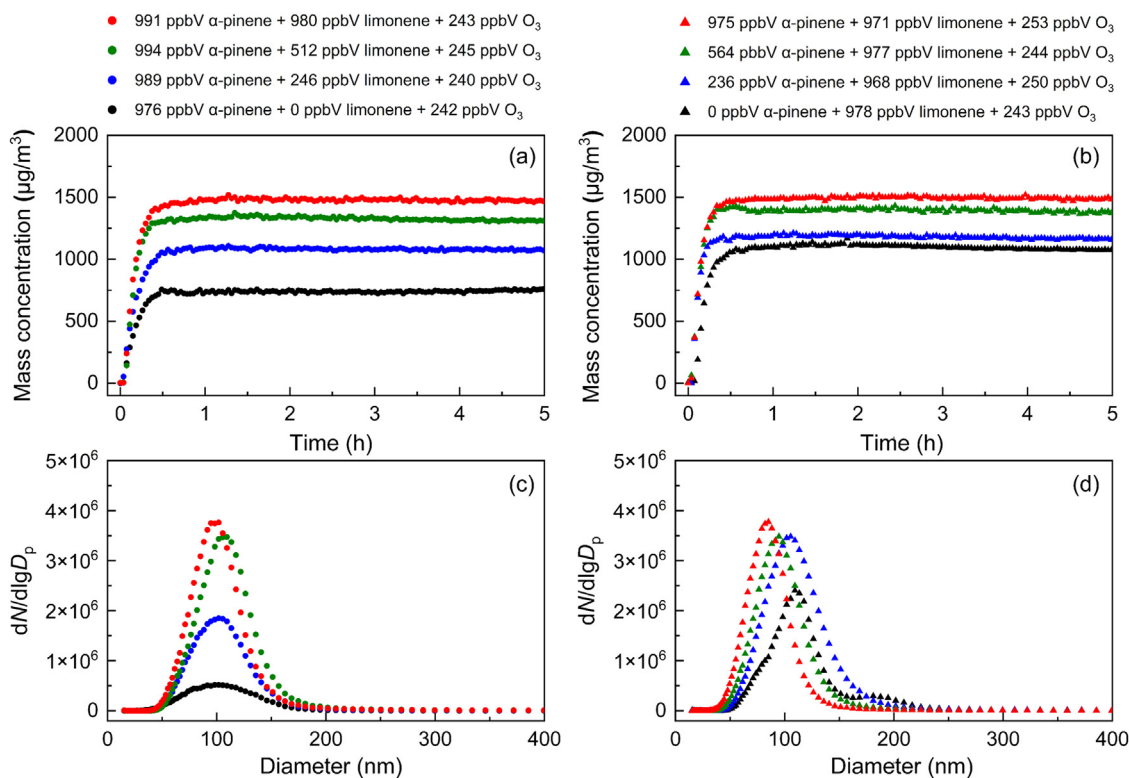 991 ppbV α-pinene + 980 ppbV limonene + 243 ppbV O₃
994 ppbV α-pinene + 512 ppbV limonene + 245 ppbV O₃
989 ppbV α-pinene + 246 ppbV limonene + 240 ppbV O₃
976 ppbV α-pinene + 0 ppbV limonene + 242 ppbV O₃
975 ppbV α-pinene + 971 ppbV limonene + 253 ppbV O₃
564 pbbV α-pinene + 977 ppbV limonene + 244 ppbV O₃
236 ppbV α-pinene + 968 ppbV limonene + 250 ppbV O₃
0 ppbV α-pinene + 978 ppbV limonene + 243 ppbV O₃
(a)
Mass concentration (μg/m³)
2000
1500
1000
500
0
0 1 2 3 4 5
Time (h)
(b)
Mass concentration (μg/m³)
2000
1500
1000
500
0
0 1 2 3 4 5
Time (h)
(c)
dN/dlgDₚ
5×10⁶
4×10⁶
3×10⁶
2×10⁶
1×10⁶
0
0 100 200 300 400
Diameter (nm)
(d)
dN/dlgDₚ
5×10⁶
4×10⁶
3×10⁶
2×10⁶
1×10⁶
0
0 50 100 150 200 250 300 350 400
Diameter (nm)